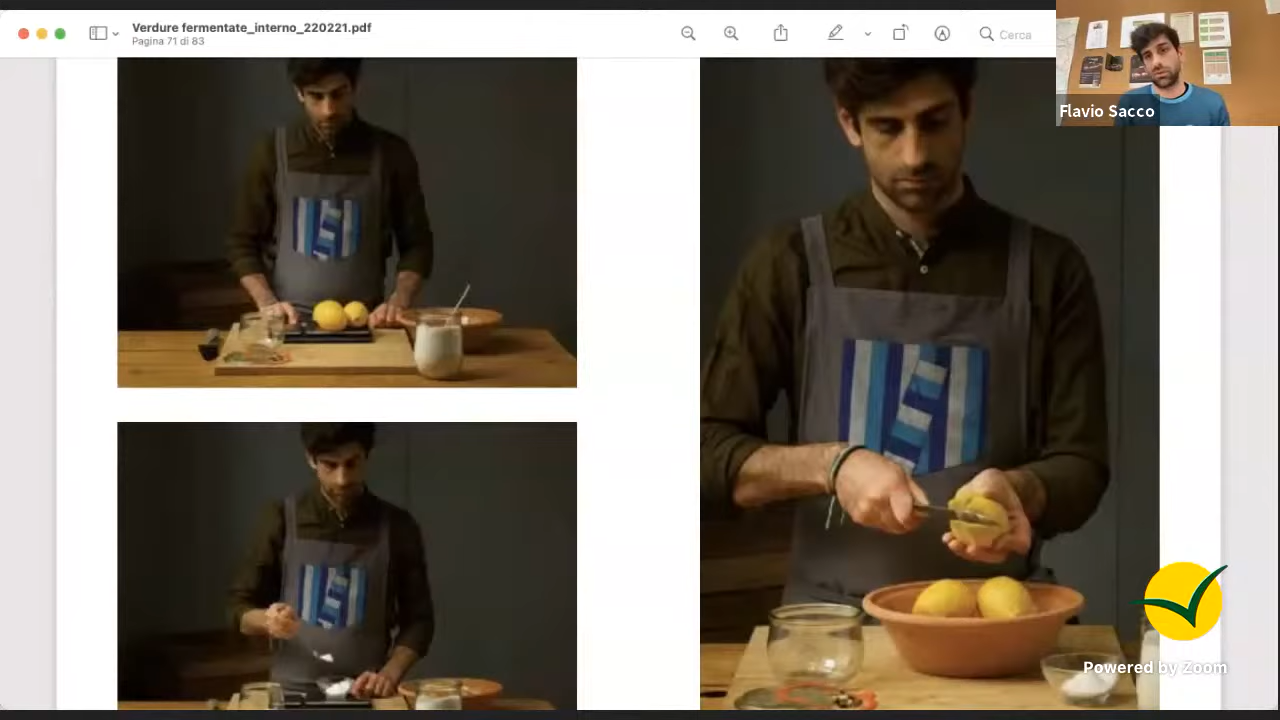 Verdure fermentate_interno_220221.pdf
Pagina 71 di 83
Cerca
Flavio Sacco
Powered by Zoom